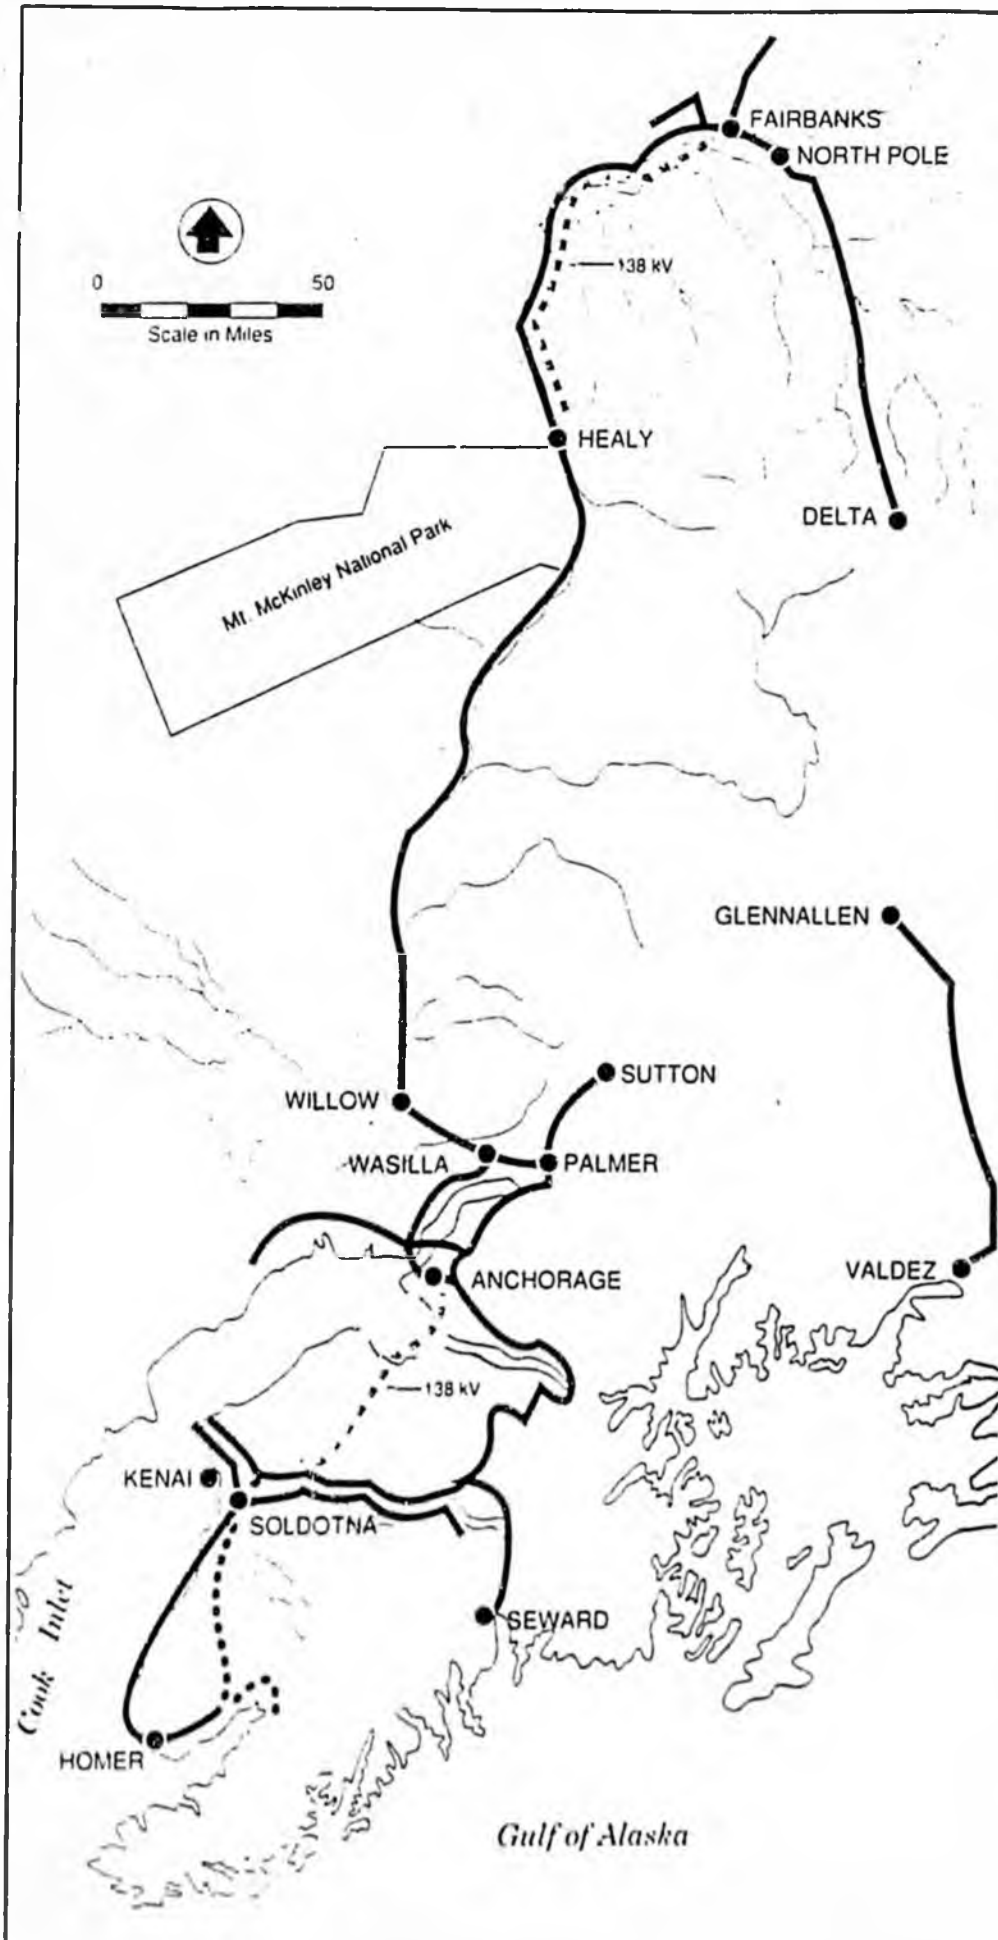 FAIRBANKS
NORTH POLE
0 50
Scale in Miles
138 kV
HEALY
DELTA
Mt. McKinley National Park
GLENNALLEN
SUTTON
WILLOW
WASILLA
PALMER
ANCHORAGE
VALDEZ
138 kV
KENAI
SOLDOTNA
SEWARD
Cook Inlet
HOMER
Gulf of Alaska